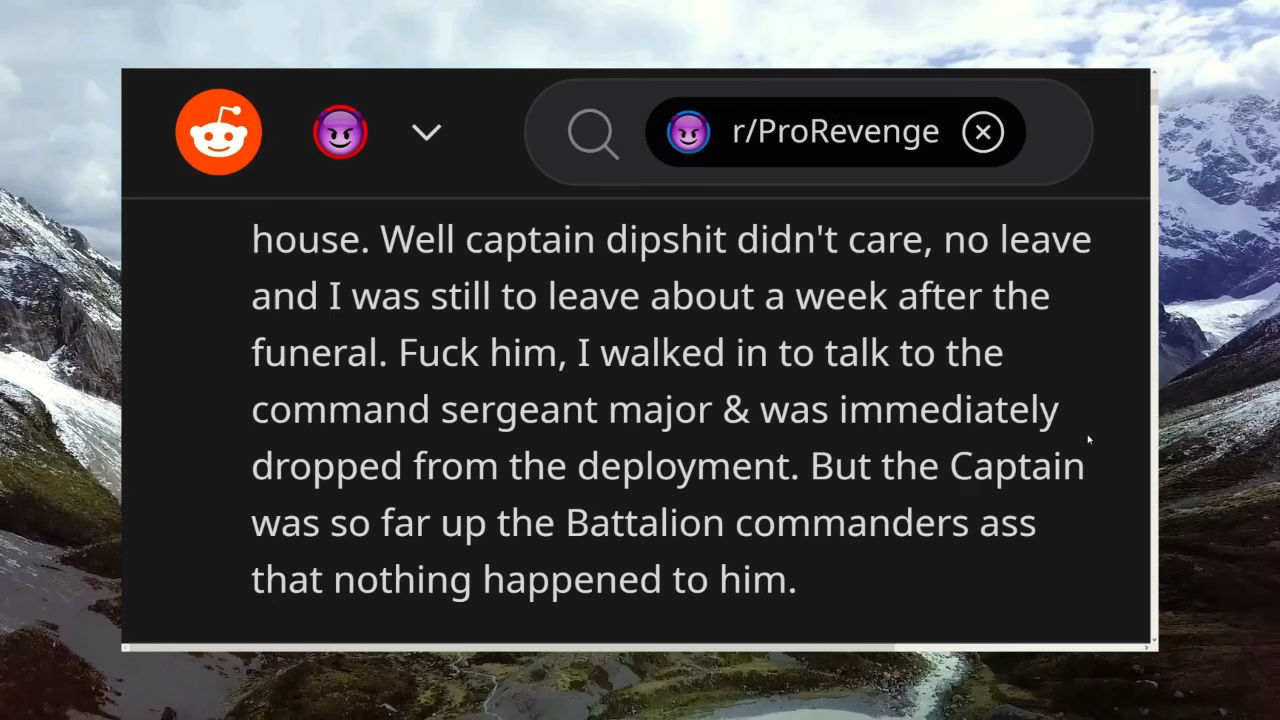 r/ProRevenge
house. Well captain dipshit didn't care, no leave
and I was still to leave about a week after the
funeral. Fuck him, I walked in to talk to the
command sergeant major & was immediately
dropped from the deployment. But the Captain
was so far up the Battalion commanders ass
that nothing happened to him.